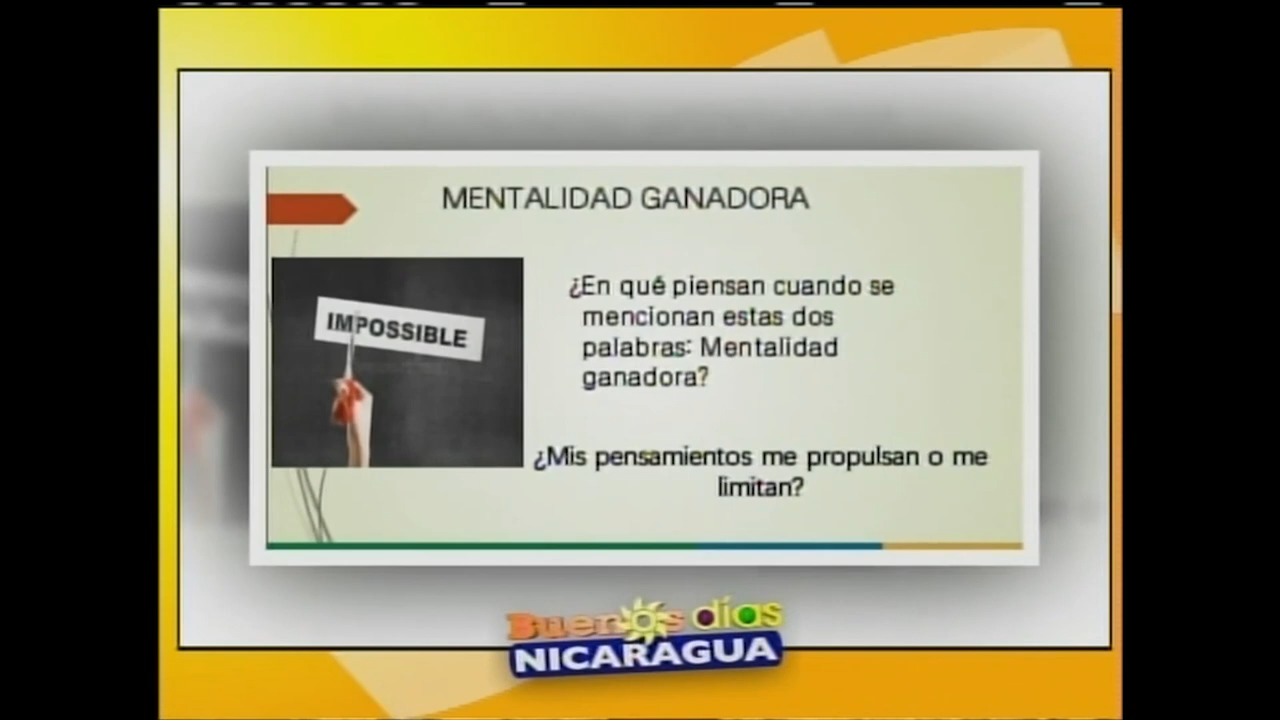 MENTALIDAD GANADORA
IMPOSSIBLE
¿En qué piensan cuando se
mencionan estas dos
palabras: Mentalidad
ganadora?
¿Mis pensamientos me propulsan o me
limitan?
Buenos días
NICARAGUA